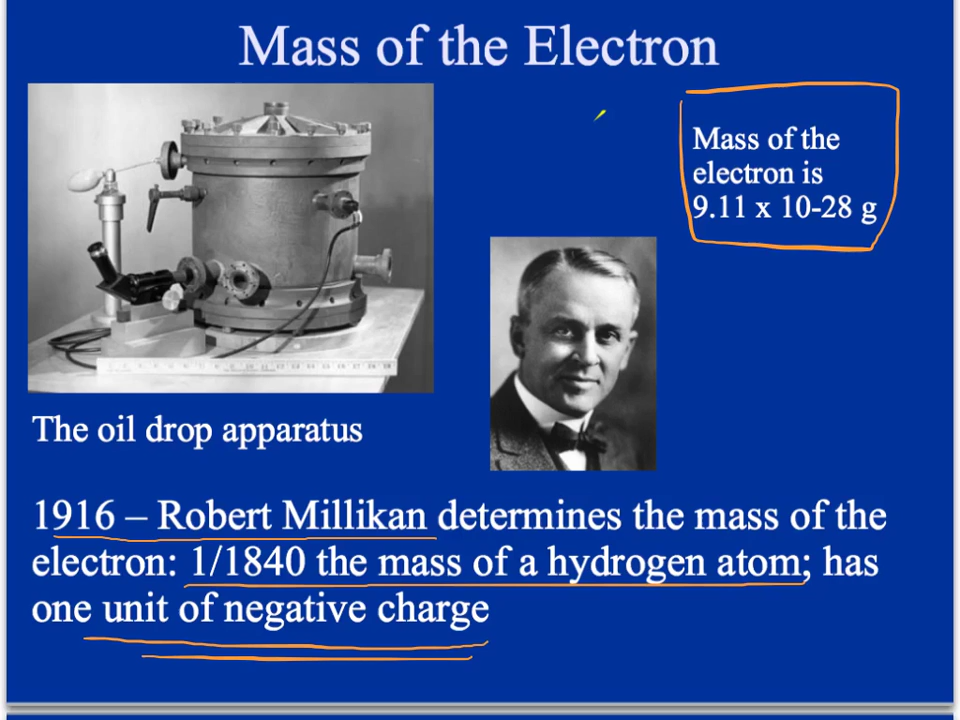 Mass of the Electron
Mass of the
electron is
9.11 x 10-28 g
The oil drop apparatus
1916 – Robert Millikan determines the mass of the
electron: 1/1840 the mass of a hydrogen atom; has
one unit of negative charge